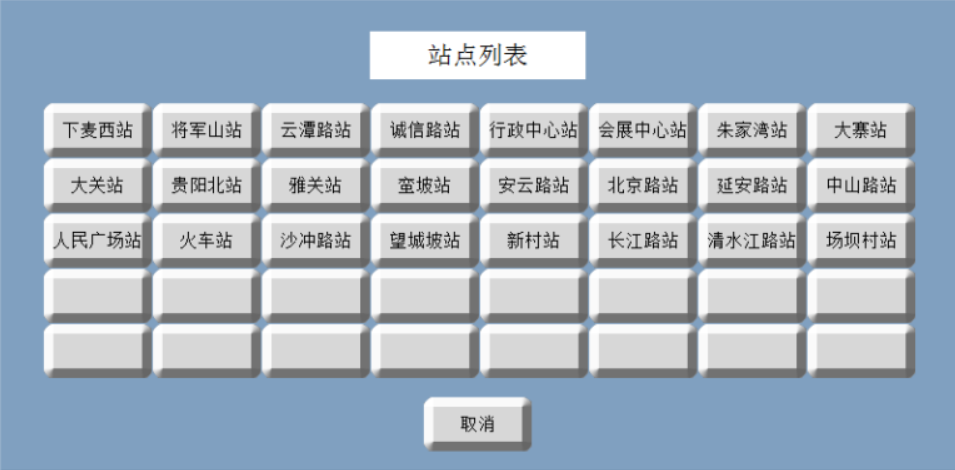 站点列表
下麦西站 将军山站 云潭路站 诚信路站 行政中心站 会展中心站 朱家湾站 大寨站
大关站 贵阳北站 雅关站 蛮坡站 安云路站 北京路站 延安路站 中山路站
人民广场站 火车站 沙冲路站 望城坡站 新村站 长江路站 清水江路站 场坝村站
取消